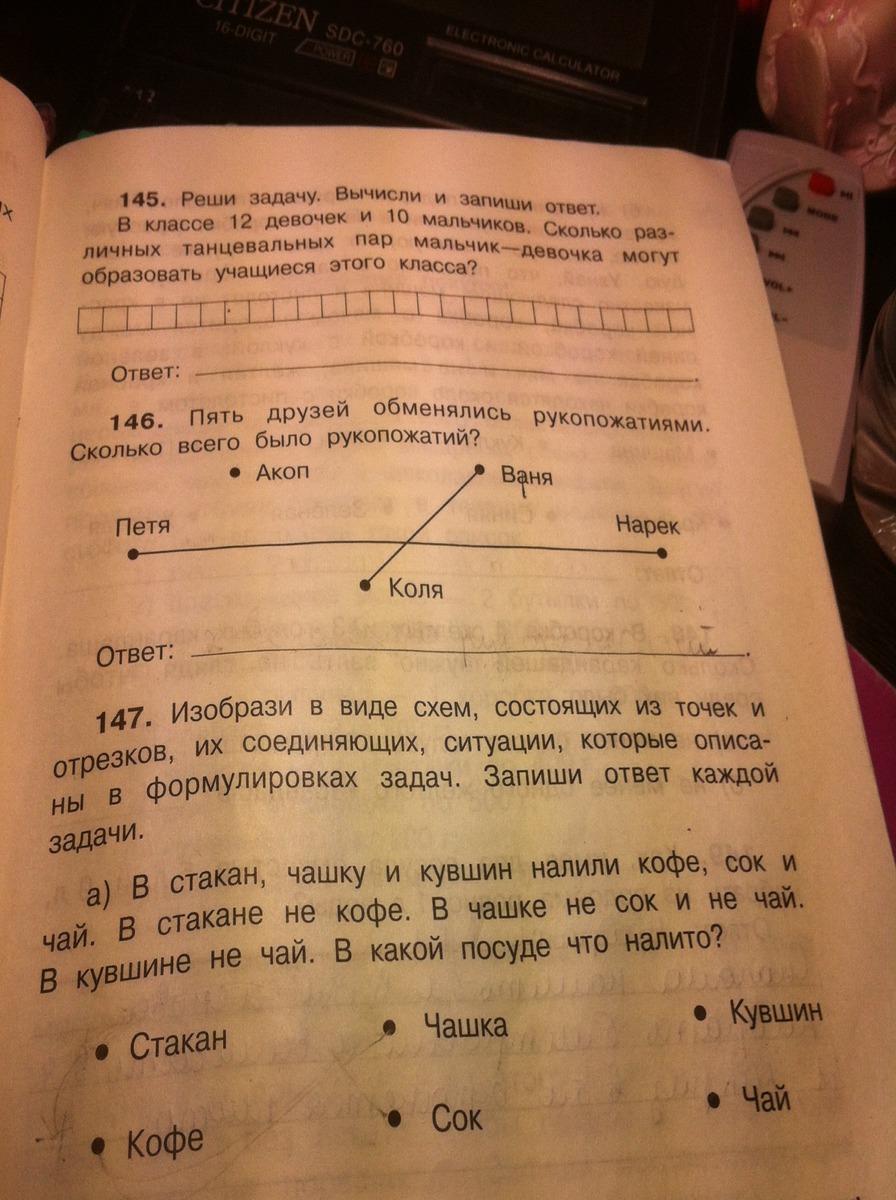 CITIZEN SDC-760
16-DIGIT
POWER
ELECTRONIC CALCULATOR
MODE
VOL+
145. Реши задачу. Вычисли и запиши ответ.
В классе 12 девочек и 10 мальчиков. Сколько раз-
личных танцевальных пар мальчик—девочка могут
образовать учащиеся этого класса?
Ответ:
146. Пять друзей обменялись рукопожатиями.
Сколько всего было рукопожатий?
Акоп
Ваня
Петя
Нарек
Коля
Ответ:
147. Изобрази в виде схем, состоящих из точек и
отрезков, их соединяющих, ситуации, которые описа-
ны в формулировках задач. Запиши ответ каждой
задачи.
а) В стакан, чашку и кувшин налили кофе, сок и
чай. В стакане не кофе. В чашке не сок и не чай.
В кувшине не чай. В какой посуде что налито?
Стакан
Чашка
Кувшин
Кофе
Сок
Чай